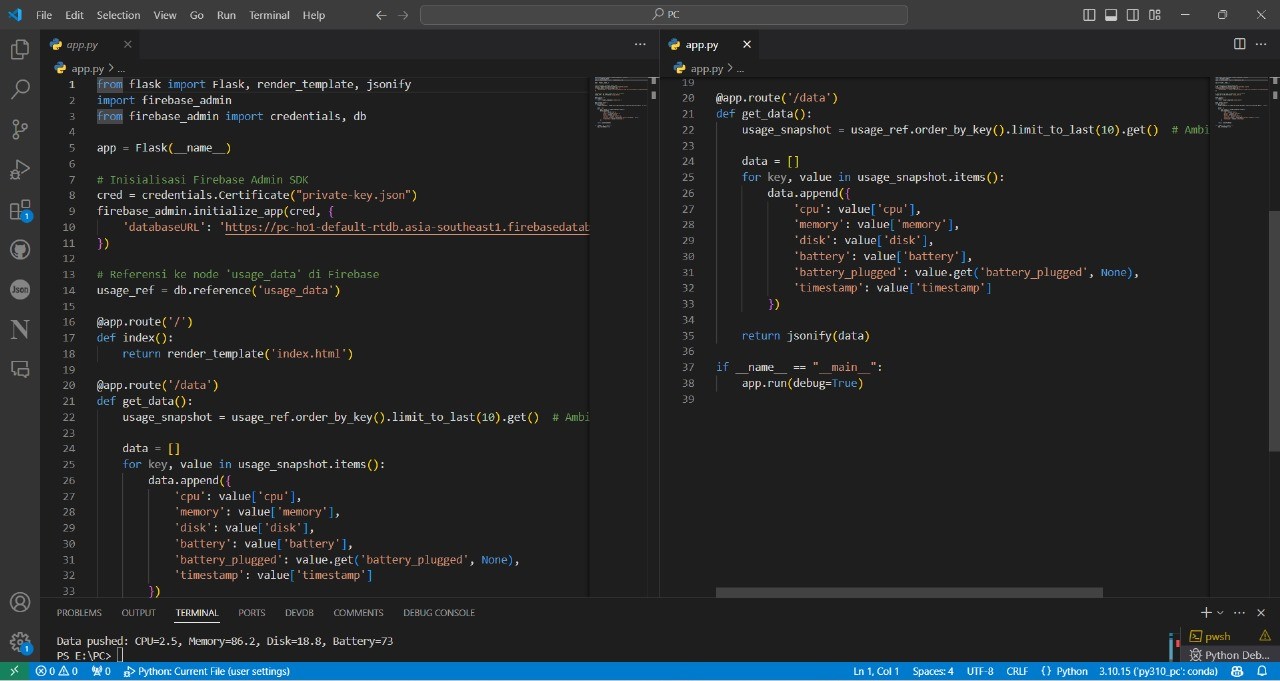 File Edit Selection View Go Run Terminal Help
PC
app.py
app.py > ...
1 from flask import Flask, render_template, jsonify
2 import firebase_admin
3 from firebase_admin import credentials, db
4
5 app = Flask(__name__)
6
7 # Inisialisasi Firebase Admin SDK
8 cred = credentials.Certificate("private-key.json")
9 firebase_admin.initialize_app(cred, {
10 'databaseURL': 'https://pc-ho1-default-rtdb.asia-southeast1.firebasedatab
11 })
12
13 # Referensi ke node 'usage_data' di Firebase
14 usage_ref = db.reference('usage_data')
15
16 @app.route('/')
17 def index():
18 return render_template('index.html')
19
20 @app.route('/data')
21 def get_data():
22 usage_snapshot = usage_ref.order_by_key().limit_to_last(10).get() # Ambi
23
24 data = []
25 for key, value in usage_snapshot.items():
26 data.append({
27 'cpu': value['cpu'],
28 'memory': value['memory'],
29 'disk': value['disk'],
30 'battery': value['battery'],
31 'battery_plugged': value.get('battery_plugged', None),
32 'timestamp': value['timestamp']
33 })
app.py
app.py > ...
19
20 @app.route('/data')
21 def get_data():
22 usage_snapshot = usage_ref.order_by_key().limit_to_last(10).get() # Ambi
23
24 data = []
25 for key, value in usage_snapshot.items():
26 data.append({
27 'cpu': value['cpu'],
28 'memory': value['memory'],
29 'disk': value['disk'],
30 'battery': value['battery'],
31 'battery_plugged': value.get('battery_plugged', None),
32 'timestamp': value['timestamp']
33 })
34
35 return jsonify(data)
36
37 if __name__ == "__main__":
38 app.run(debug=True)
39
1
Json
N
1
PROBLEMS OUTPUT TERMINAL PORTS DEVDB COMMENTS DEBUG CONSOLE
Data pushed: CPU=2.5, Memory=86.2, Disk=18.8, Battery=73
PS E:\PC>
pwsh
Python Deb...
0 0 0 Python: Current File (user settings) Ln 1, Col 1 Spaces: 4 UTF-8 CRLF {} Python 3.10.15 ('py310_pc': conda)